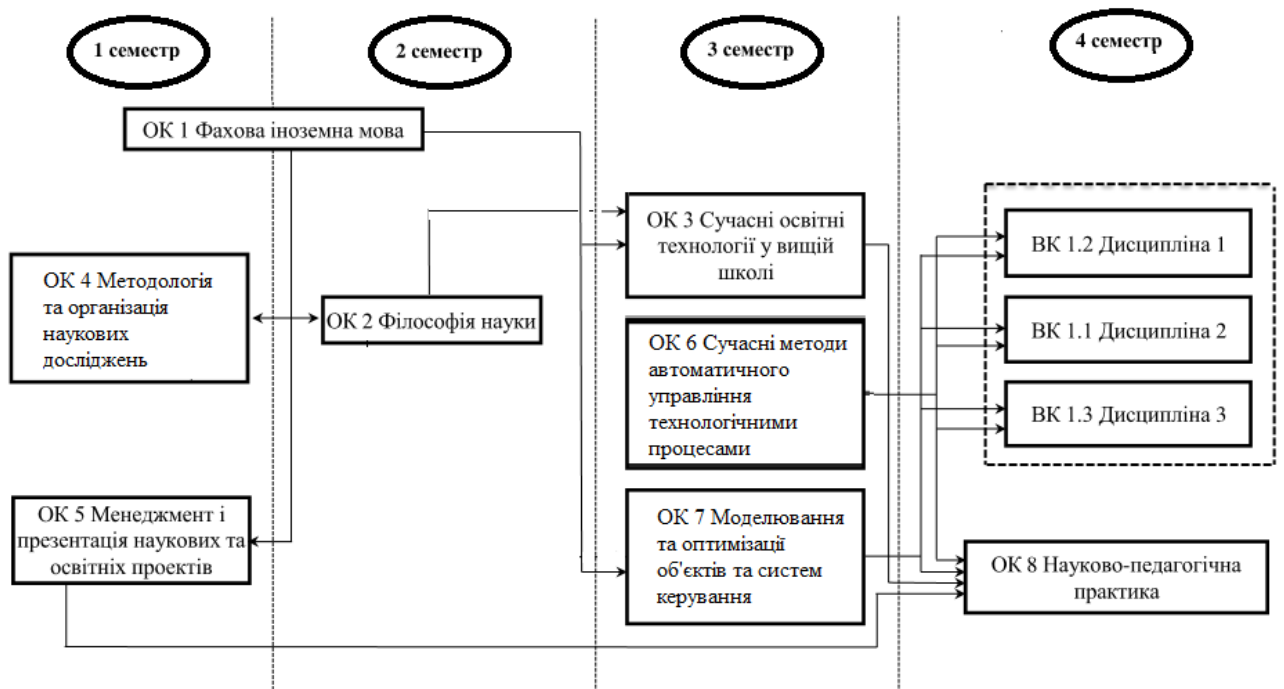 1 семестр
2 семестр
3 семестр
4 семестр
ОК 1 Фахова іноземна мова
ОК 4 Методологія
та організація
наукових
досліджень
ОК 5 Менеджмент і
презентація наукових та
освітніх проектів
ОК 2 Філософія науки
ОК 3 Сучасні освітні
технології у вищій
школі
ОК 6 Сучасні методи
автоматичного
управління
технологічними
процесами
ОК 7 Моделювання
та оптимізації
об'єктів та систем
керування
ВК 1.2 Дисципліна 1
ВК 1.1 Дисципліна 2
ВК 1.3 Дисципліна 3
ОК 8 Науково-педагогічна
практика